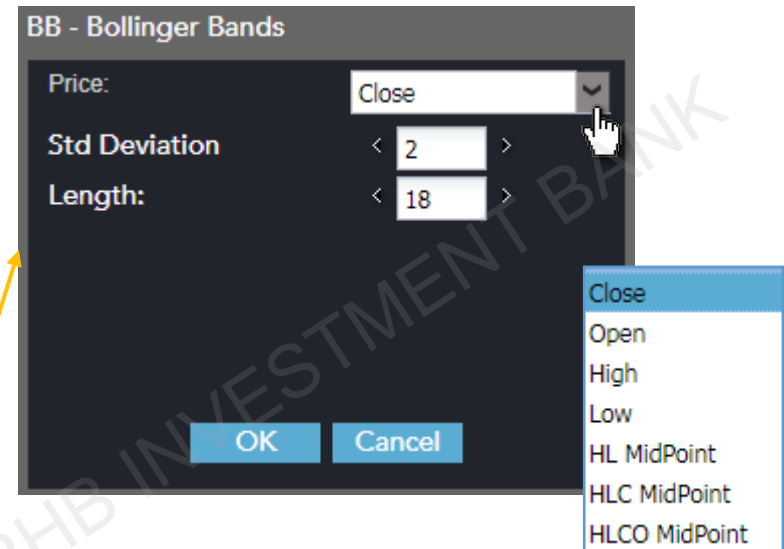 BB - Bollinger Bands
Price:
Close
Std Deviation
< 2 >
Length:
< 18 >
OK
Cancel
Close
Open
High
Low
HL MidPoint
HLC MidPoint
HLCO MidPoint
RHB INVESTMENT BANK